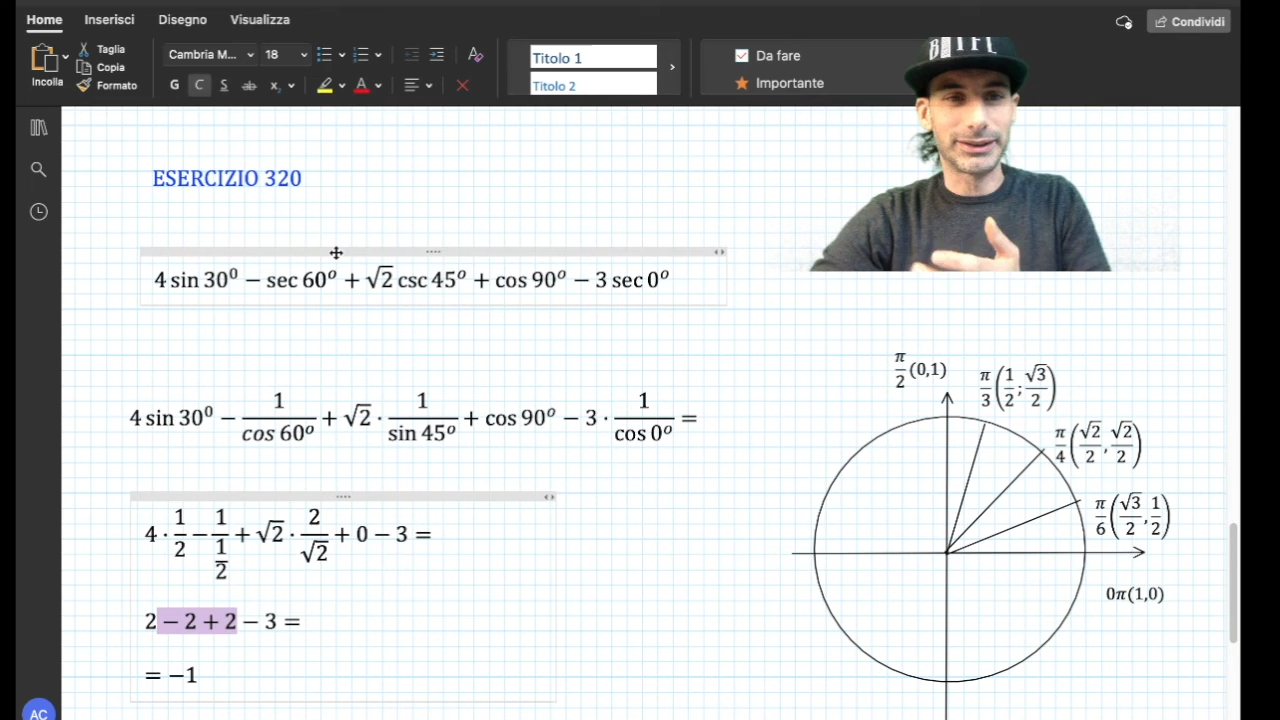 Home Inserisci Disegno Visualizza
Condividi
Incolla
Taglia
Copia
Formato
Cambria M... 18
G C S ab x
A
Titolo 1
Titolo 2
Da fare
Importante
ESERCIZIO 320
4 sin 30⁰ − sec 60º + √2 csc 45º + cos 90º − 3 sec 0º
4 sin 30⁰ − 1/cos 60º + √2 · 1/sin 45º + cos 90º − 3 · 1/cos 0º =
4 · 1/2 − 1/(1/2) + √2 · 2/√2 + 0 − 3 =
2 − 2 + 2 − 3 =
= −1
π/2 (0,1)
π/3 (1/2; √3/2)
π/4 (√2/2, √2/2)
π/6 (√3/2, 1/2)
0π(1,0)
AC